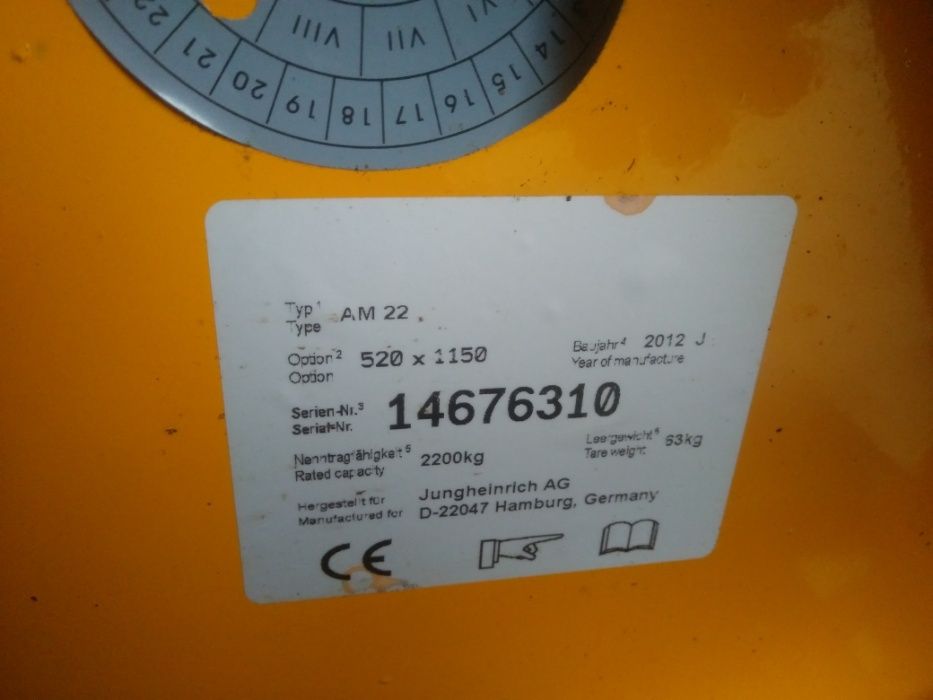 VI
VII
VIII
14
15
16
17
18
19
20
21
22
Typ¹ AM 22
Type
Option² 520 x 1150
Option
Baujahr⁴ 2012 J
Year of manufacture
Serien-Nr.³ 14676310
Serial-Nr.
Nenntragfähigkeit⁵ 2200kg
Rated capacity
Leergewicht⁶ 63kg
Tare weight
Hergestellt für Jungheinrich AG
Manufactured for D-22047 Hamburg, Germany
CE